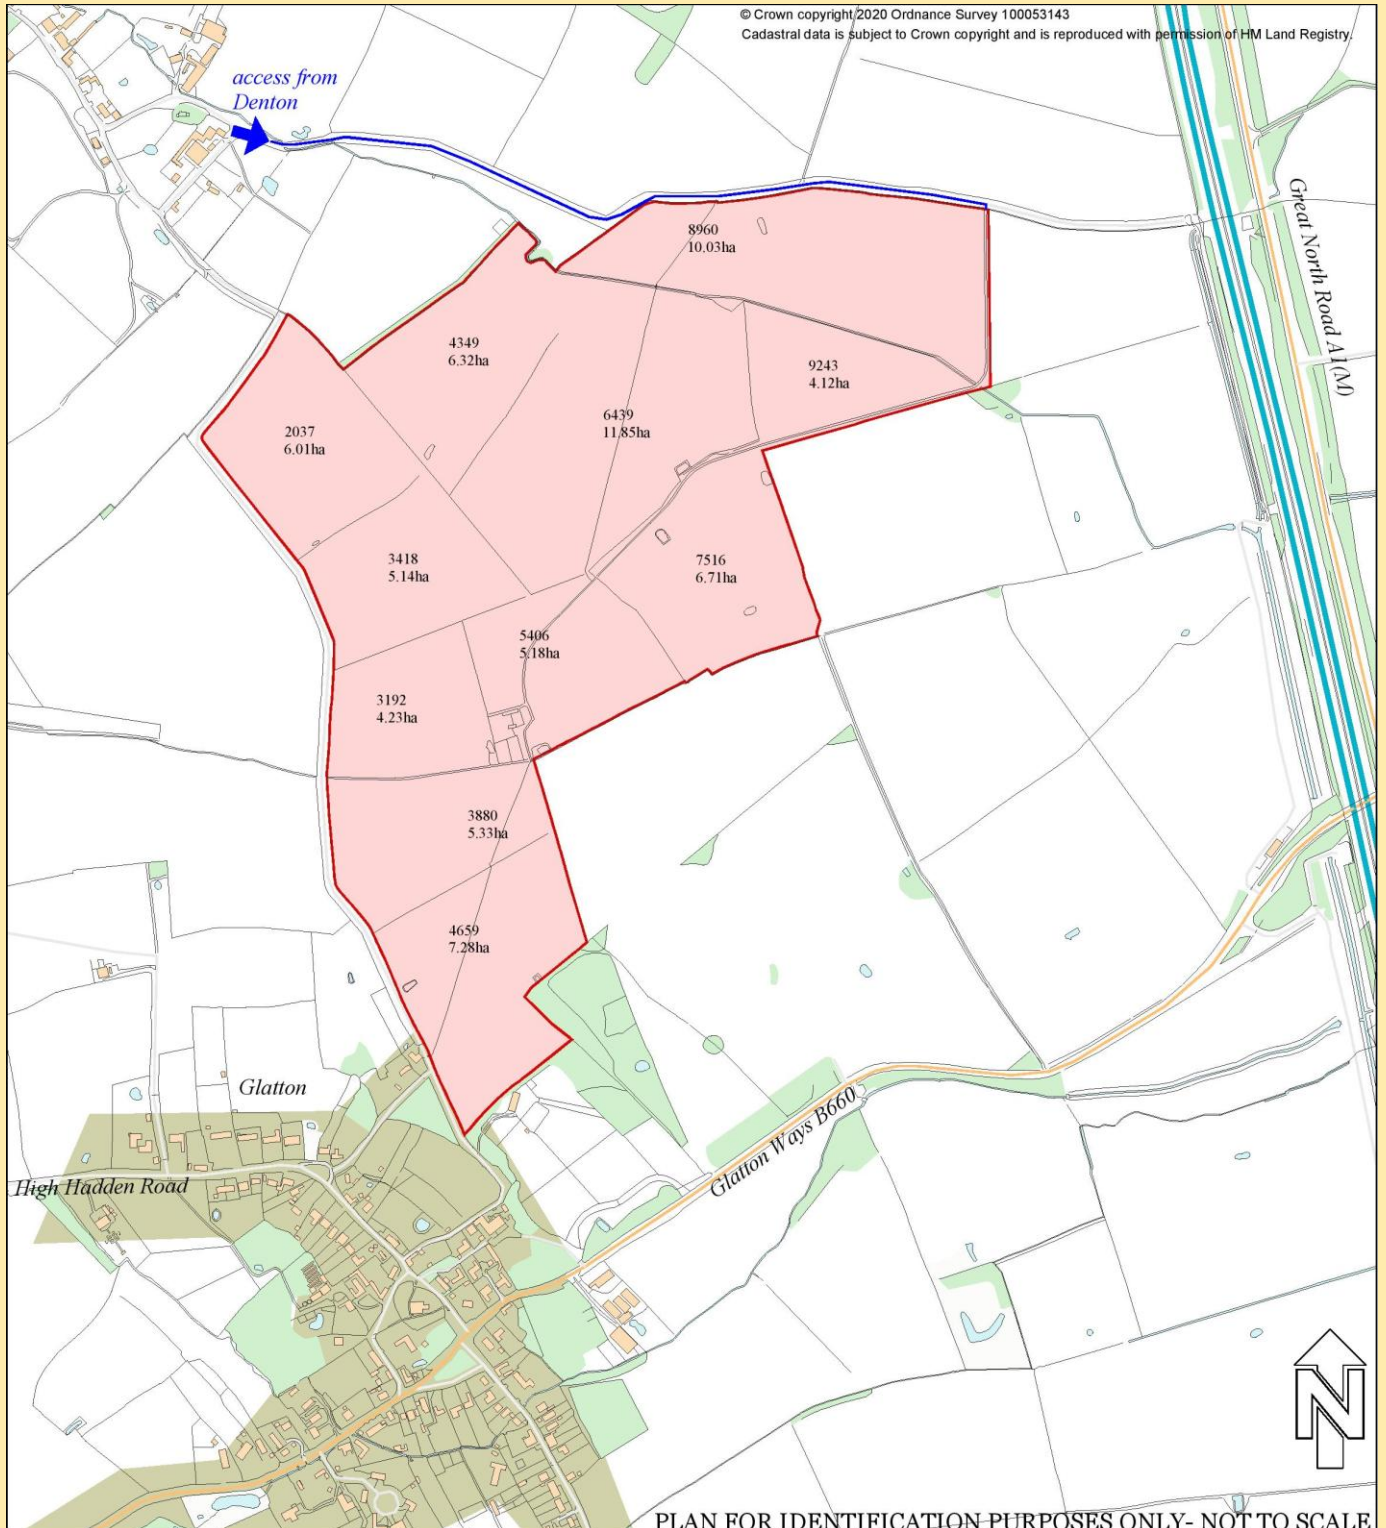 © Crown copyright 2020 Ordnance Survey 100053143
Cadastral data is subject to Crown copyright and is reproduced with permission of HM Land Registry.
access from
Denton
Great North Road A1(M)
8960
10.03ha
4349
6.32ha
9243
4.12ha
6439
11.85ha
2037
6.01ha
3418
5.14ha
7516
6.71ha
5406
5.18ha
3192
4.23ha
3880
5.33ha
4659
7.28ha
Glatton
Glatton Ways B660
High Hadden Road
N
PLAN FOR IDENTIFICATION PURPOSES ONLY- NOT TO SCALE